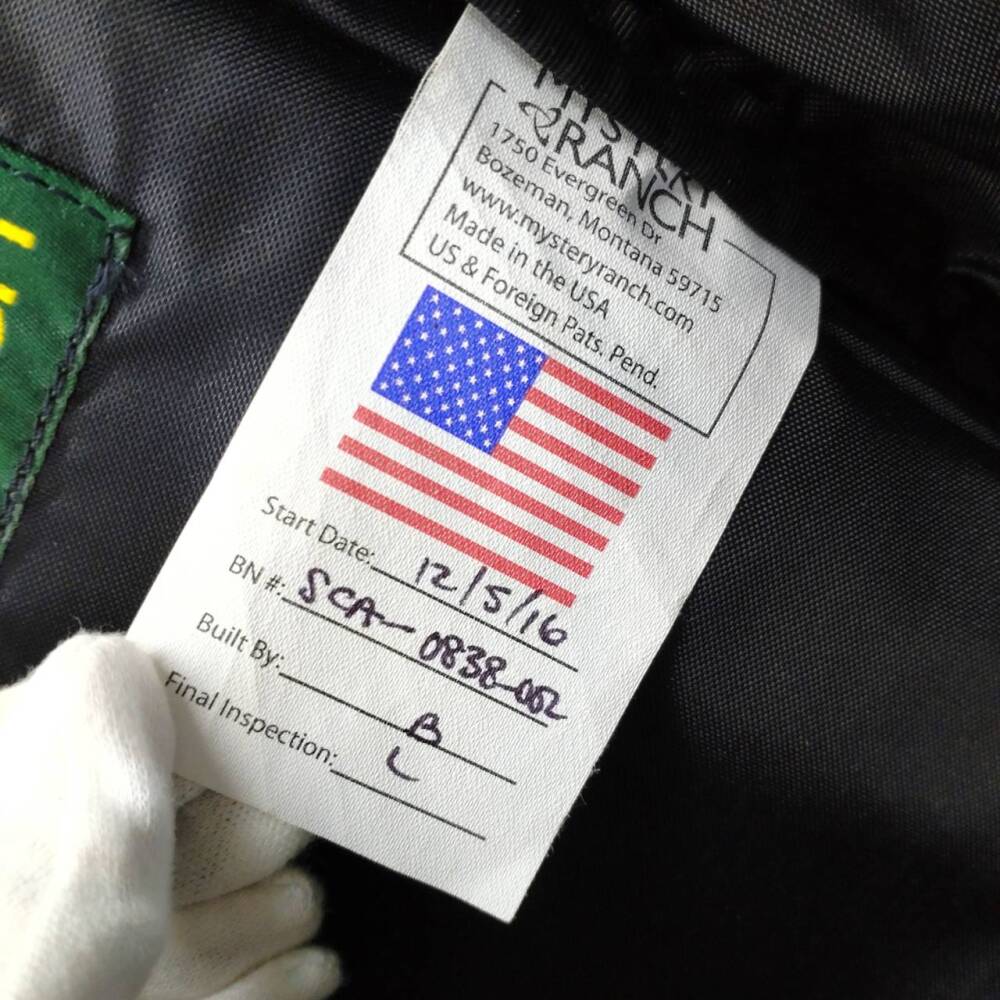 MYSTERY
RANCH
1750 Evergreen Dr
Bozeman, Montana 59715
www.mysteryranch.com
Made in the USA
US & Foreign Pats. Pend.
Start Date: 12/5/16
BN #: SCA-0838-002
Built By: B
Final Inspection: L